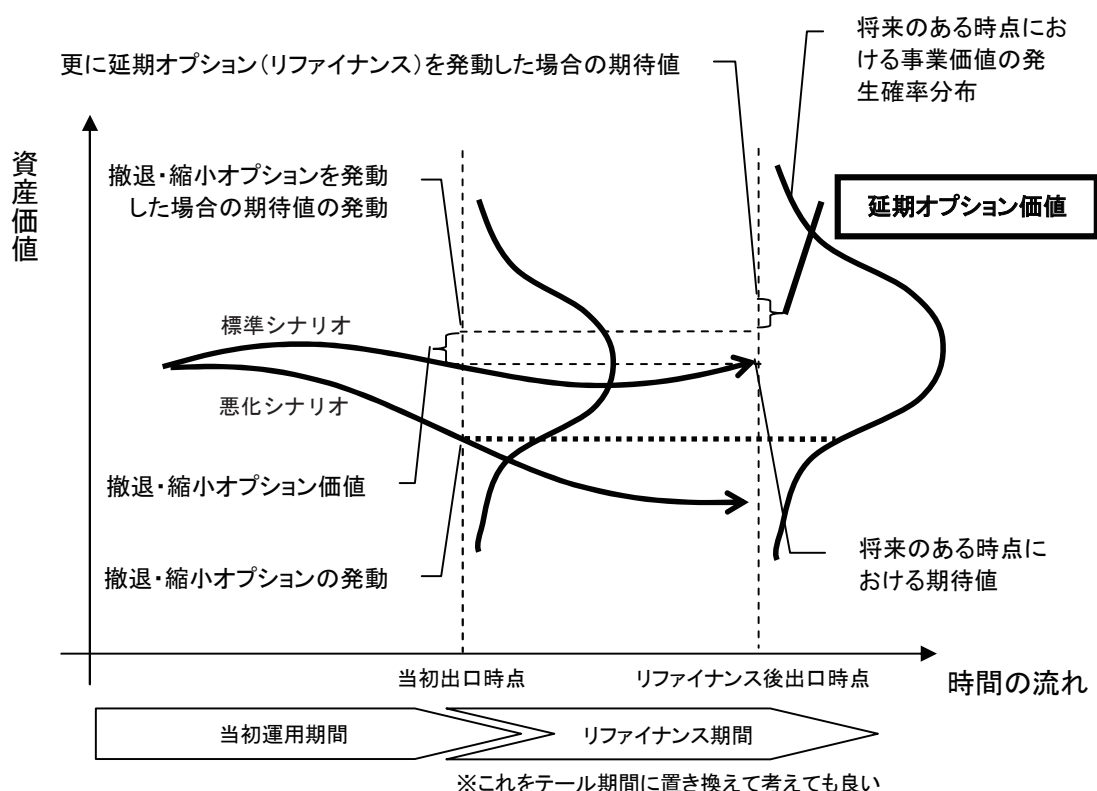 将来のある時点にお
ける事業価値の発
生確率分布
更に延期オプション(リファイナンス)を発動した場合の期待値
資産価値
撤退・縮小オプションを発動
した場合の期待値の発動
延期オプション価値
標準シナリオ
悪化シナリオ
撤退・縮小オプション価値
撤退・縮小オプションの発動
将来のある時点に
おける期待値
当初出口時点
リファイナンス後出口時点
時間の流れ
当初運用期間
リファイナンス期間
※これをテール期間に置き換えて考えても良い